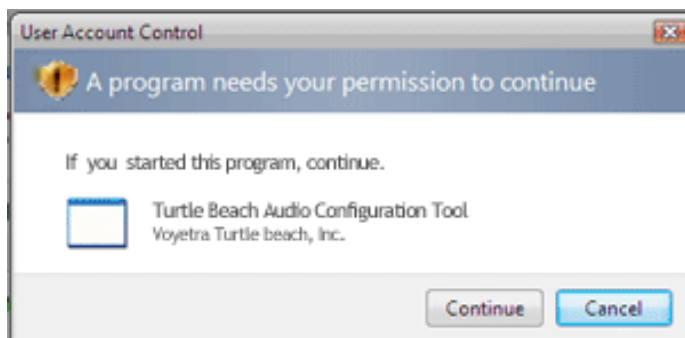 User Account Control
A program needs your permission to continue
If you started this program, continue.
Turtle Beach Audio Configuration Tool
Voyetra Turtle beach, Inc.
Continue Cancel